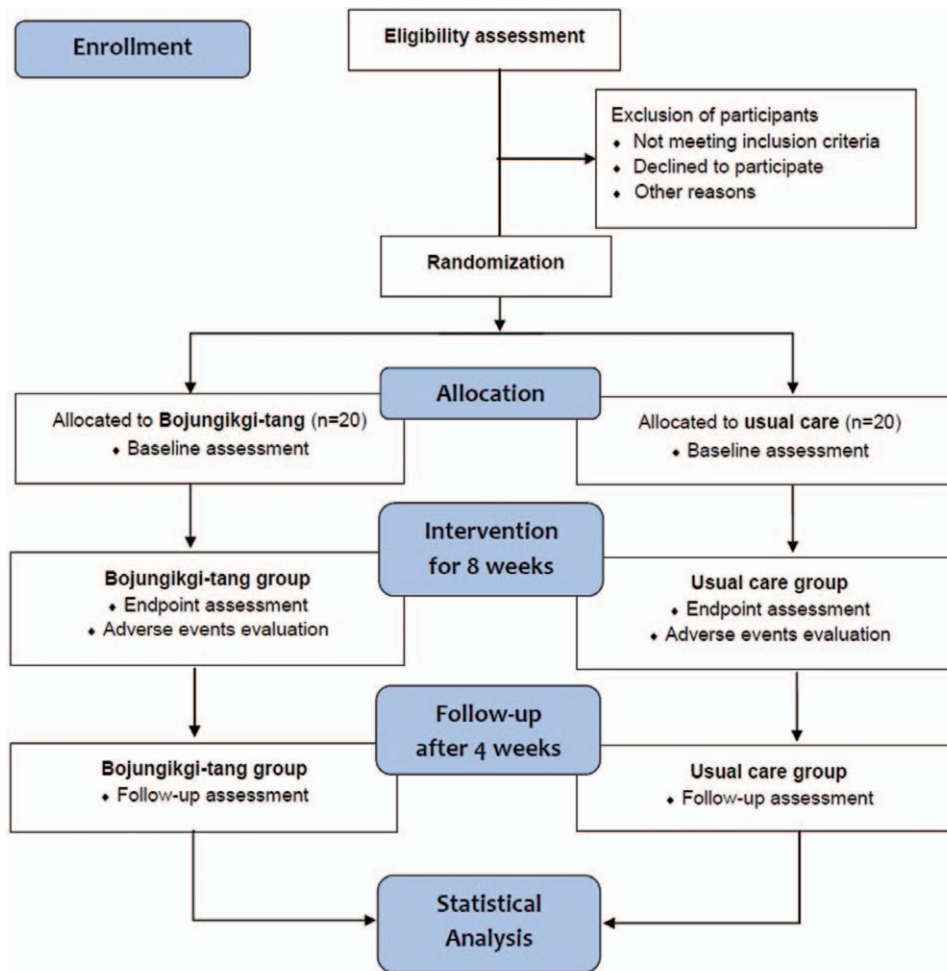 Enrollment
Eligibility assessment
Exclusion of participants
♦ Not meeting inclusion criteria
♦ Declined to participate
♦ Other reasons
Randomization
Allocation
Allocated to Bojungikgi-tang (n=20)
♦ Baseline assessment
Allocated to usual care (n=20)
♦ Baseline assessment
Intervention
for 8 weeks
Bojungikgi-tang group
♦ Endpoint assessment
♦ Adverse events evaluation
Usual care group
♦ Endpoint assessment
♦ Adverse events evaluation
Follow-up
after 4 weeks
Bojungikgi-tang group
♦ Follow-up assessment
Usual care group
♦ Follow-up assessment
Statistical
Analysis